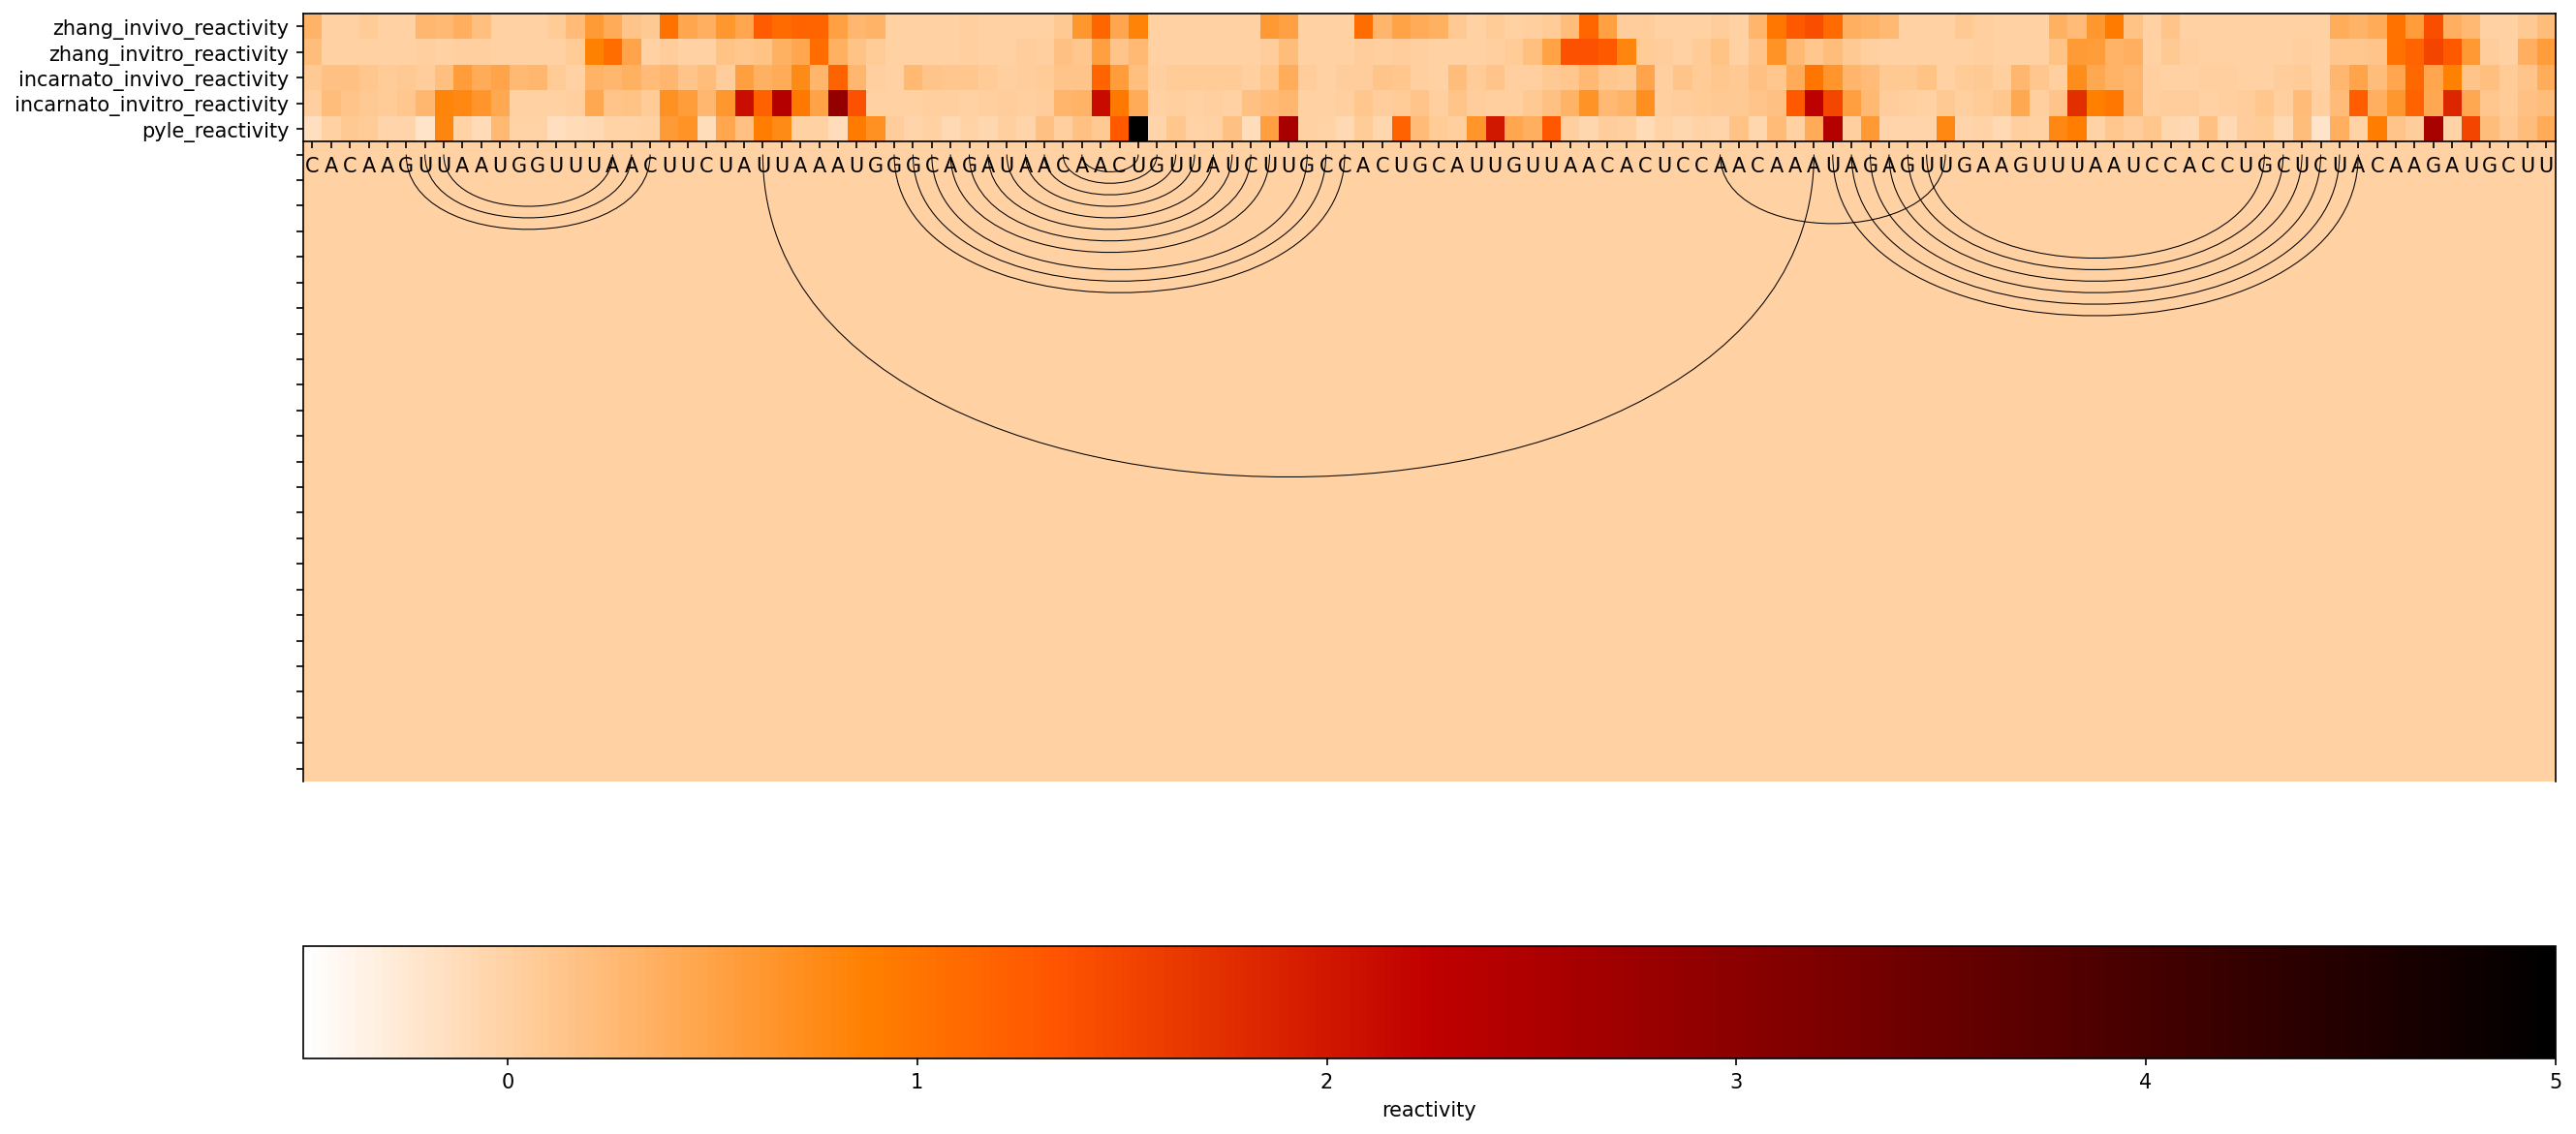 zhang_invivo_reactivity
zhang_invitro_reactivity
incarnato_invivo_reactivity
incarnato_invitro_reactivity
pyle_reactivity
CACAAGUUAAUGGUUUAACUUCUAUUAAAUGGGCAGAUAACAACUGUUAUCUUGCCACUGCAUUGUUAACACUCCAACAAAUAGAGUUGAAGUUUAAUCCACCUGCUCUACAAGAUGCUU
0 1 2 3 4 5
reactivity